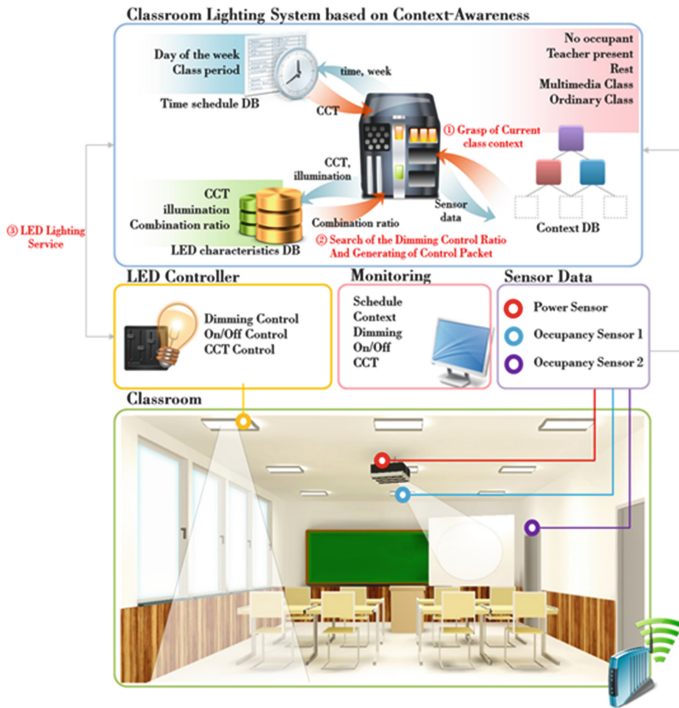 Classroom Lighting System based on Context-Awareness
Day of the week
Class period
Time schedule DB
time, week
CCT
No occupant
Teacher present
Rest
Multimedia Class
Ordinary Class
① Grasp of Current
class context
CCT,
illumination
CCT
illumination
Combination ratio
LED characteristics DB
Combination ratio
Sensor
data
Context DB
② Search of the Dimming Control Ratio
And Generating of Control Packet
③ LED Lighting
Service
LED Controller
Dimming Control
On/Off Control
CCT Control
Monitoring
Schedule
Context
Dimming
On/Off
CCT
Sensor Data
Power Sensor
Occupancy Sensor 1
Occupancy Sensor 2
Classroom